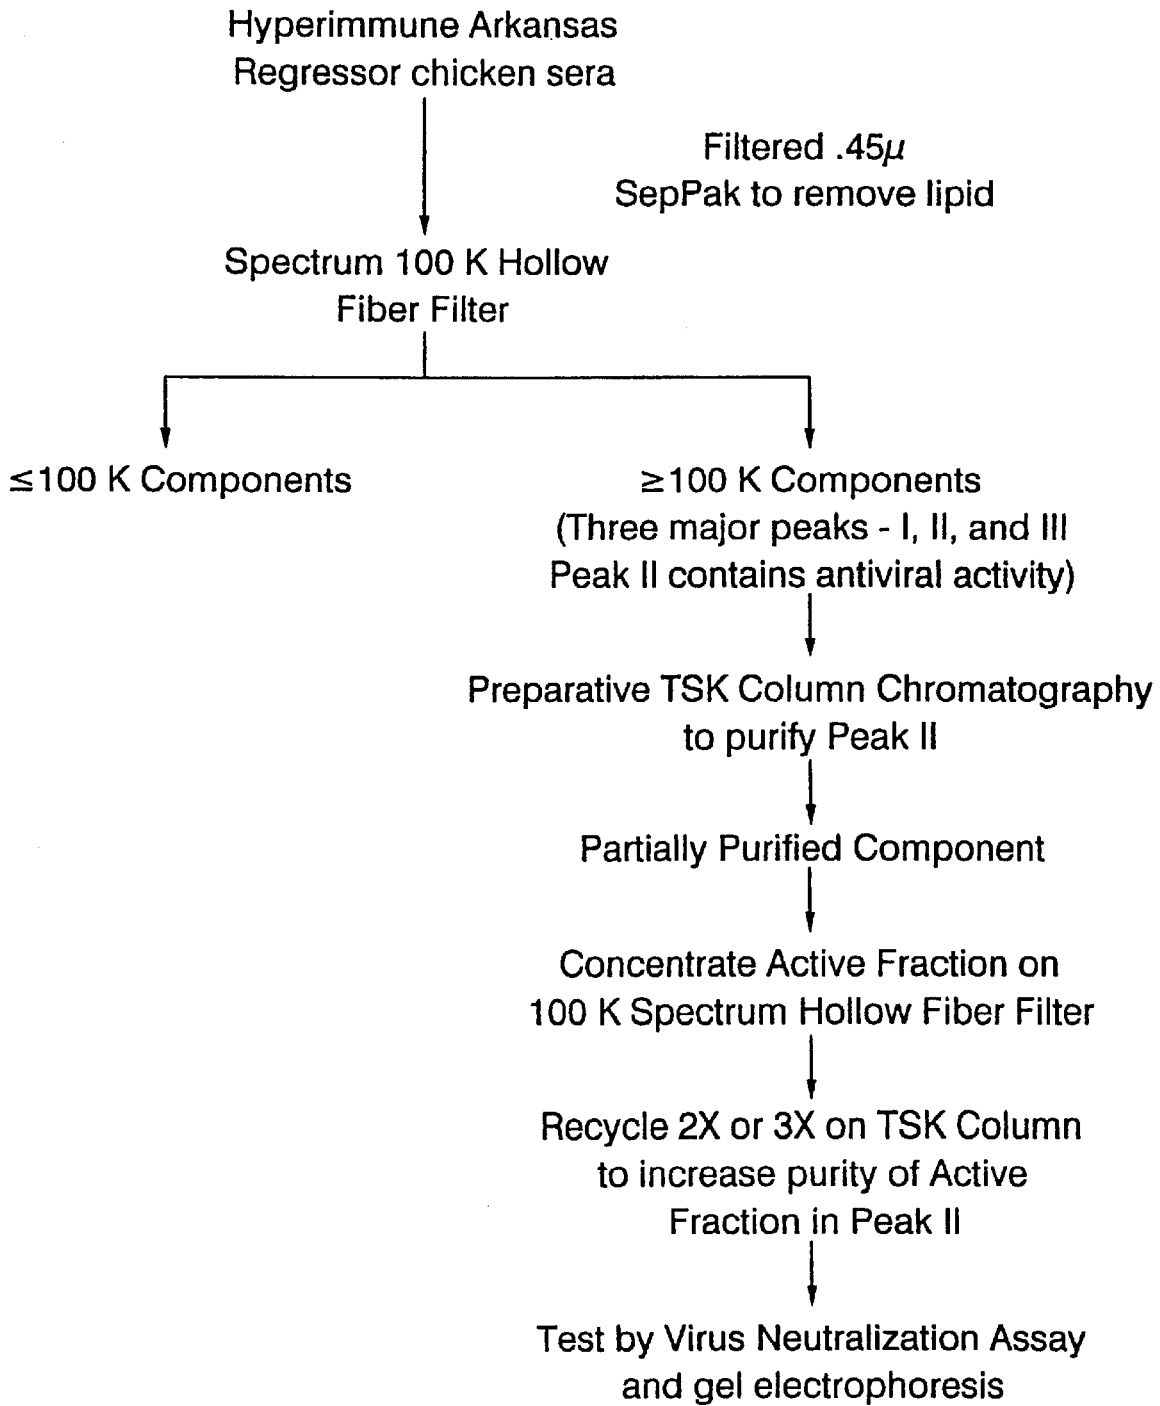 Hyperimmune Arkansas
Regressor chicken sera
Filtered .45μ
SepPak to remove lipid
Spectrum 100 K Hollow
Fiber Filter
≤100 K Components
≥100 K Components
(Three major peaks - I, II, and III
Peak II contains antiviral activity)
Preparative TSK Column Chromatography
to purify Peak II
Partially Purified Component
Concentrate Active Fraction on
100 K Spectrum Hollow Fiber Filter
Recycle 2X or 3X on TSK Column
to increase purity of Active
Fraction in Peak II
Test by Virus Neutralization Assay
and gel electrophoresis